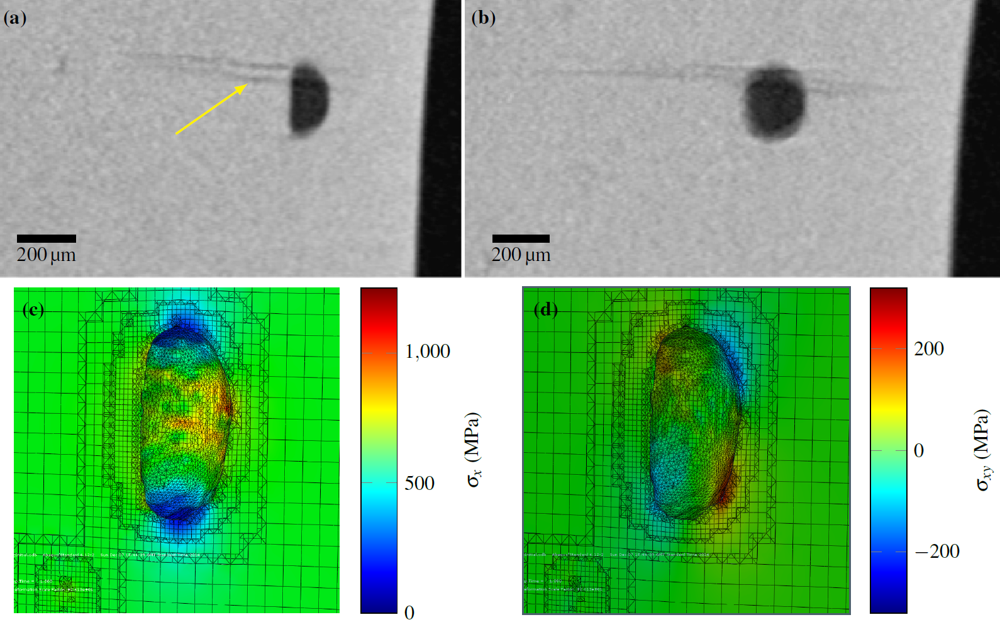 (a)
(b)
200 µm
200 µm
(c)
1,000
500
0
σx (MPa)
(d)
200
0
−200
σxy (MPa)